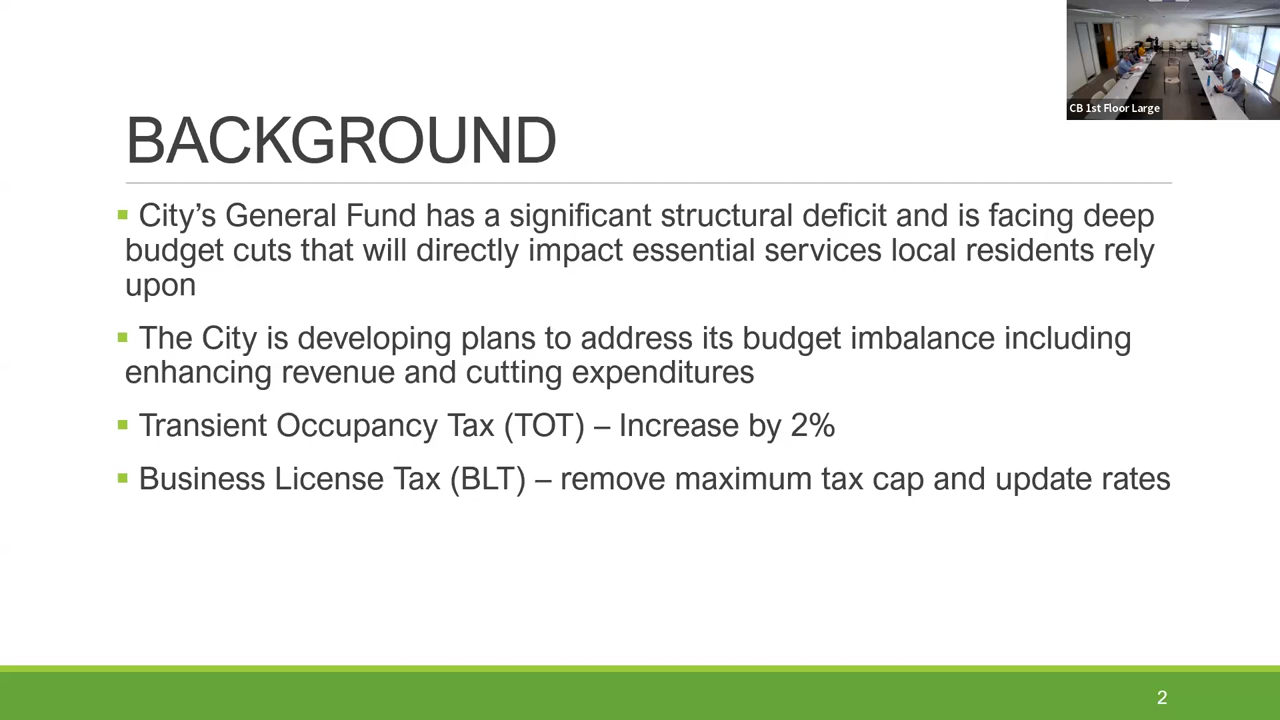 CB 1st Floor Large
BACKGROUND
▪ City’s General Fund has a significant structural deficit and is facing deep
budget cuts that will directly impact essential services local residents rely
upon
▪ The City is developing plans to address its budget imbalance including
enhancing revenue and cutting expenditures
▪ Transient Occupancy Tax (TOT) – Increase by 2%
▪ Business License Tax (BLT) – remove maximum tax cap and update rates
2